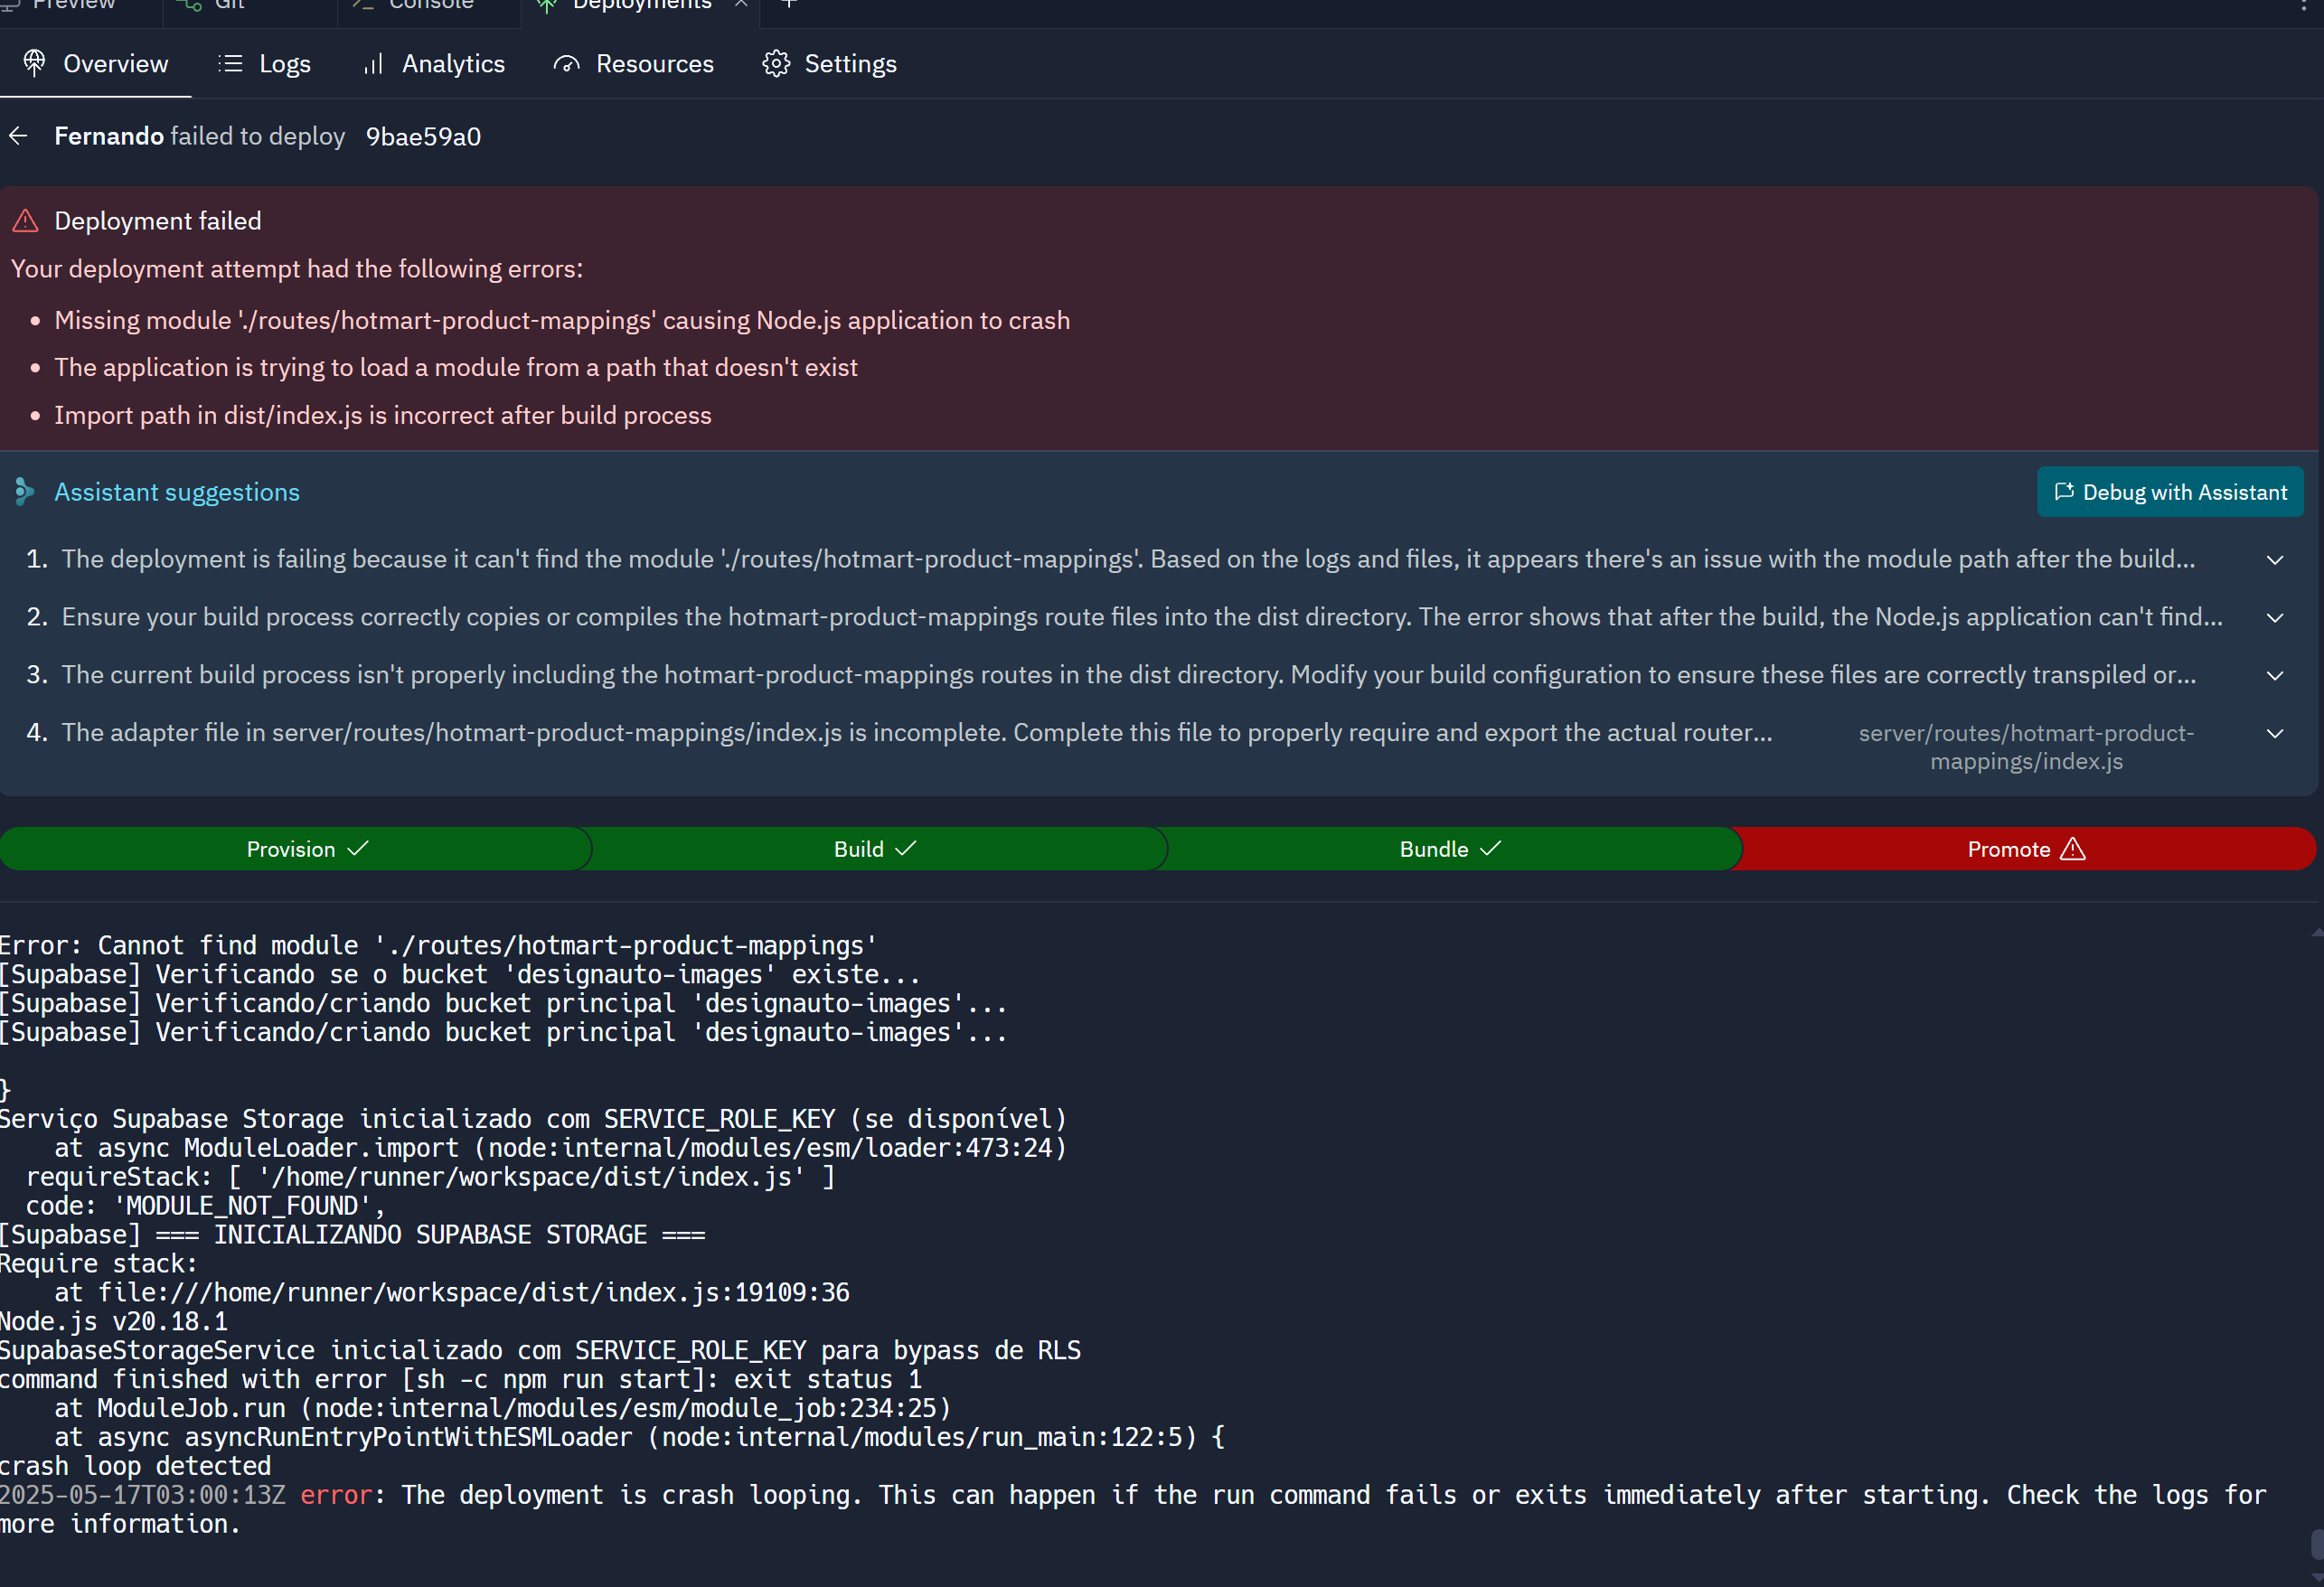 Preview Git Console Deployments
Overview Logs Analytics Resources Settings
Fernando failed to deploy 9bae59a0
Deployment failed
Your deployment attempt had the following errors:
• Missing module './routes/hotmart-product-mappings' causing Node.js application to crash
• The application is trying to load a module from a path that doesn't exist
• Import path in dist/index.js is incorrect after build process
Assistant suggestions
Debug with Assistant
1. The deployment is failing because it can't find the module './routes/hotmart-product-mappings'. Based on the logs and files, it appears there's an issue with the module path after the build...
2. Ensure your build process correctly copies or compiles the hotmart-product-mappings route files into the dist directory. The error shows that after the build, the Node.js application can't find...
3. The current build process isn't properly including the hotmart-product-mappings routes in the dist directory. Modify your build configuration to ensure these files are correctly transpiled or...
4. The adapter file in server/routes/hotmart-product-mappings/index.js is incomplete. Complete this file to properly require and export the actual router...
server/routes/hotmart-product-
mappings/index.js
Provision Build Bundle Promote
Error: Cannot find module './routes/hotmart-product-mappings'
[Supabase] Verificando se o bucket 'designauto-images' existe...
[Supabase] Verificando/criando bucket principal 'designauto-images'...
[Supabase] Verificando/criando bucket principal 'designauto-images'...
}
Serviço Supabase Storage inicializado com SERVICE_ROLE_KEY (se disponível)
at async ModuleLoader.import (node:internal/modules/esm/loader:473:24)
requireStack: [ '/home/runner/workspace/dist/index.js' ]
code: 'MODULE_NOT_FOUND',
[Supabase] === INICIALIZANDO SUPABASE STORAGE ===
Require stack:
at file:///home/runner/workspace/dist/index.js:19109:36
Node.js v20.18.1
SupabaseStorageService inicializado com SERVICE_ROLE_KEY para bypass de RLS
command finished with error [sh -c npm run start]: exit status 1
at ModuleJob.run (node:internal/modules/esm/module_job:234:25)
at async asyncRunEntryPointWithESMLoader (node:internal/modules/run_main:122:5) {
crash loop detected
2025-05-17T03:00:13Z error: The deployment is crash looping. This can happen if the run command fails or exits immediately after starting. Check the logs for
more information.